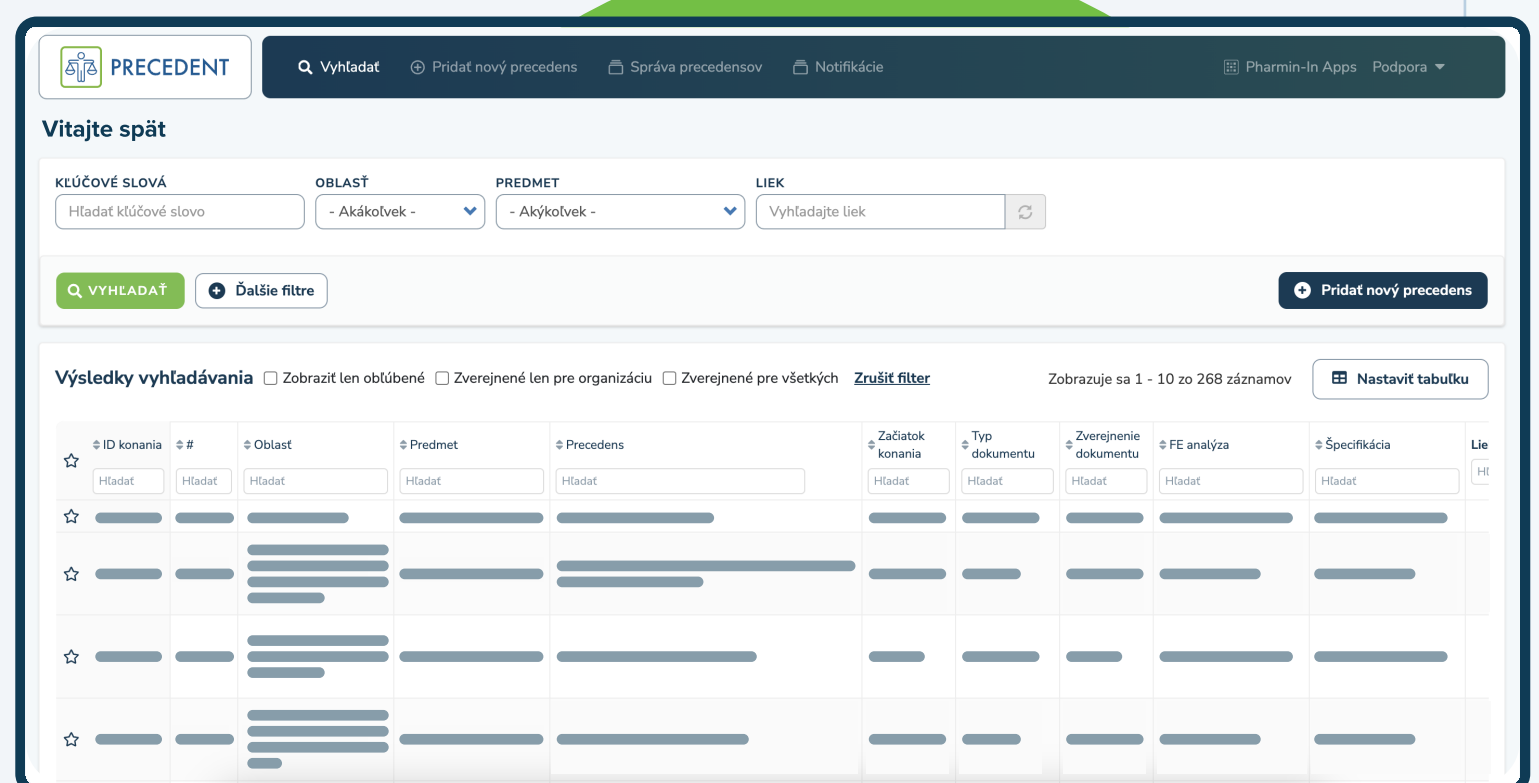 PRECEDENT
Vyhľadať
Pridať nový precedens
Správa precedensov
Notifikácie
Pharmin-In Apps
Podpora
Vitajte späť
KĽÚČOVÉ SLOVÁ
OBLASŤ
PREDMET
LIEK
Hľadať kľúčové slovo
- Akákoľvek -
- Akýkoľvek -
Vyhľadajte liek
VYHĽADAŤ
Ďalšie filtre
Pridať nový precedens
Výsledky vyhľadávania
Zobraziť len obľúbené
Zverejnené len pre organizáciu
Zverejnené pre všetkých
Zrušiť filter
Zobrazuje sa 1 - 10 zo 268 záznamov
Nastaviť tabuľku
ID konania
#
Oblasť
Predmet
Precedens
Začiatok
konania
Typ
dokumentu
Zverejnenie
dokumentu
FE analýza
Špecifikácia
Lie
Hľadať
Hľadať
Hľadať
Hľadať
Hľadať
Hľadať
Hľadať
Hľadať
Hľadať
Hľadať